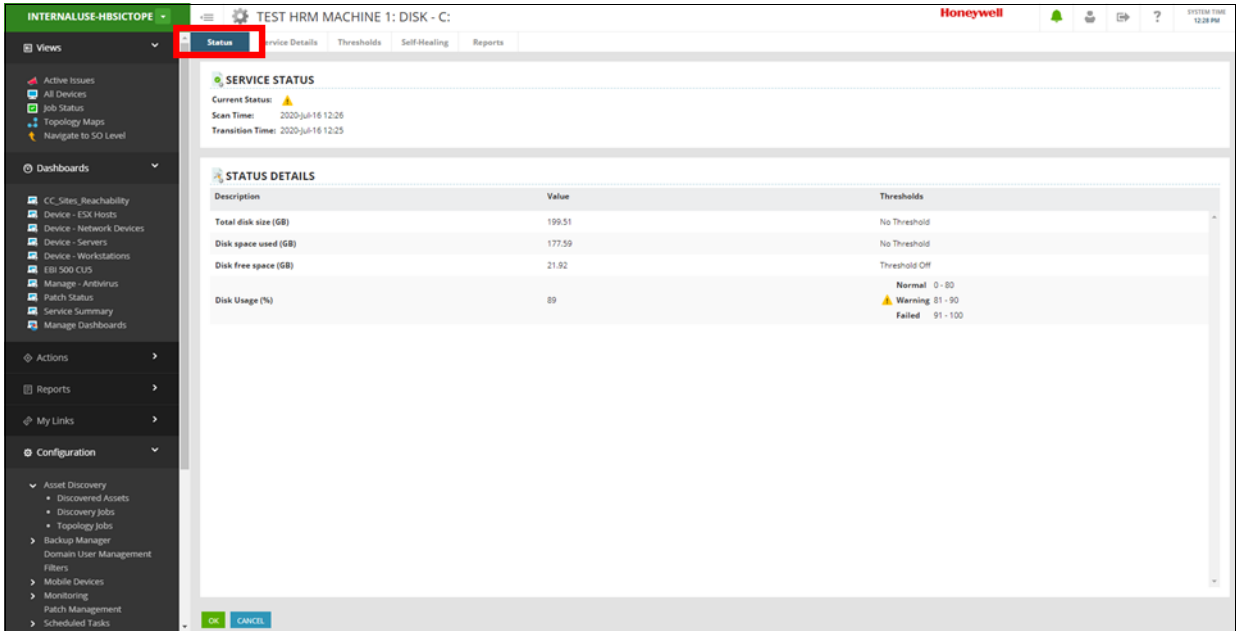 INTERNALUSE-HBSICTOPE
TEST HRM MACHINE 1: DISK - C:
Honeywell
?
SYSTEM TIME
12:28 PM
Views
Active Issues
All Devices
Job Status
Topology Maps
Navigate to SO Level
Dashboards
CC_Sites_Reachability
Device - ESX Hosts
Device - Network Devices
Device - Servers
Device - Workstations
EBI 500 CU5
Manage - Antivirus
Patch Status
Service Summary
Manage Dashboards
Actions
Reports
My Links
Configuration
Asset Discovery
Discovered Assets
Discovery Jobs
Topology Jobs
Backup Manager
Domain User Management
Filters
Mobile Devices
Monitoring
Patch Management
Scheduled Tasks
Status ervice Details Thresholds Self-Healing Reports
SERVICE STATUS
Current Status:
Scan Time: 2020-Jul-16 12:26
Transition Time: 2020-Jul-16 12:25
STATUS DETAILS
Description Value Thresholds
Total disk size (GB) 199.51 No Threshold
Disk space used (GB) 177.59 No Threshold
Disk free space (GB) 21.92 Threshold Off
Normal 0 - 80
Disk Usage (%) 89 Warning 81 - 90
Failed 91 - 100
OK CANCEL